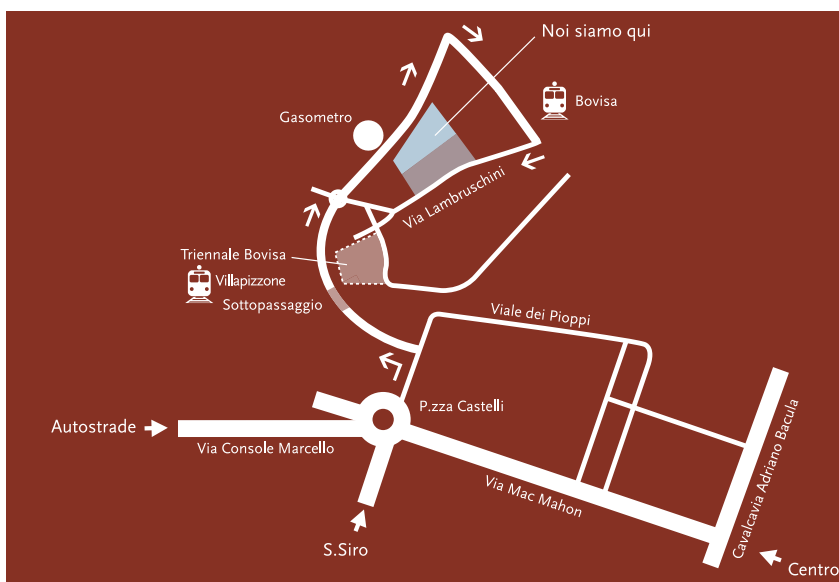 Noi siamo qui
Bovisa
Gasometro
Via Lambruschini
Triennale Bovisa
Villapizzone
Sottopassaggio
Viale dei Pioppi
P.zza Castelli
Autostrade
Via Console Marcello
Via Mac Mahon
Cavalcavia Adriano Bacula
S.Siro
Centro